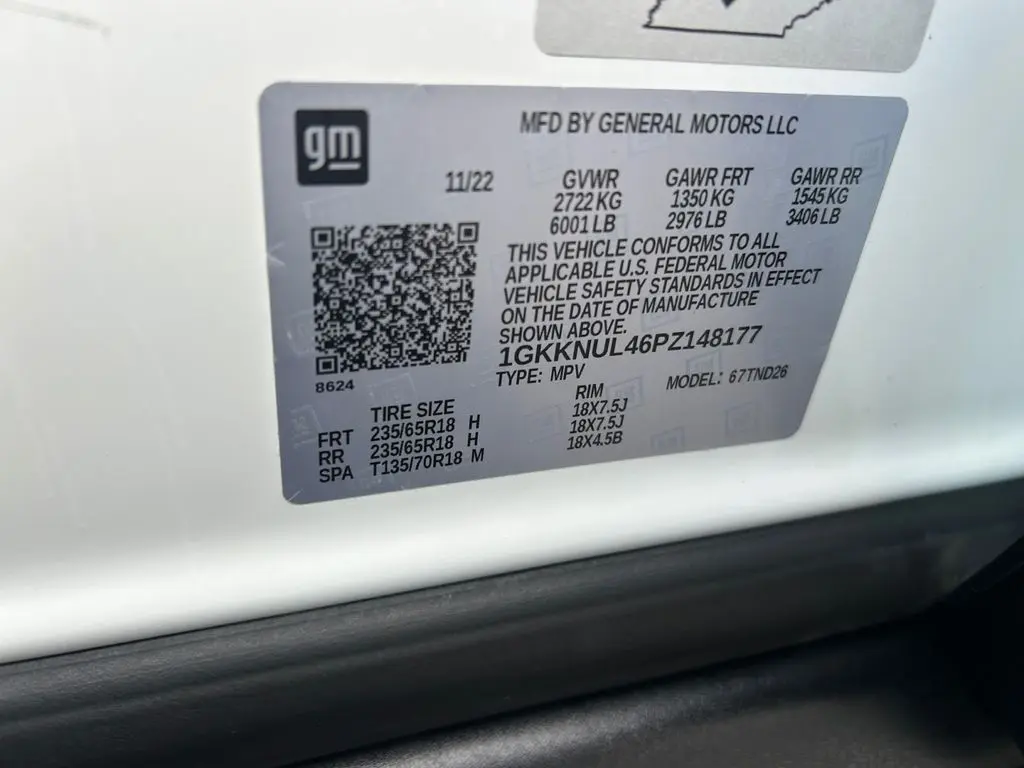 gm
MFD BY GENERAL MOTORS LLC
11/22
GVWR
2722 KG
6001 LB
GAWR FRT
1350 KG
2976 LB
GAWR RR
1545 KG
3406 LB
THIS VEHICLE CONFORMS TO ALL
APPLICABLE U.S. FEDERAL MOTOR
VEHICLE SAFETY STANDARDS IN EFFECT
ON THE DATE OF MANUFACTURE
SHOWN ABOVE.
1GKKNUL46PZ148177
TYPE: MPV
MODEL: 67TND26
8624
TIRE SIZE
RIM
FRT 235/65R18 H 18X7.5J
RR 235/65R18 H 18X7.5J
SPA T135/70R18 M 18X4.5B